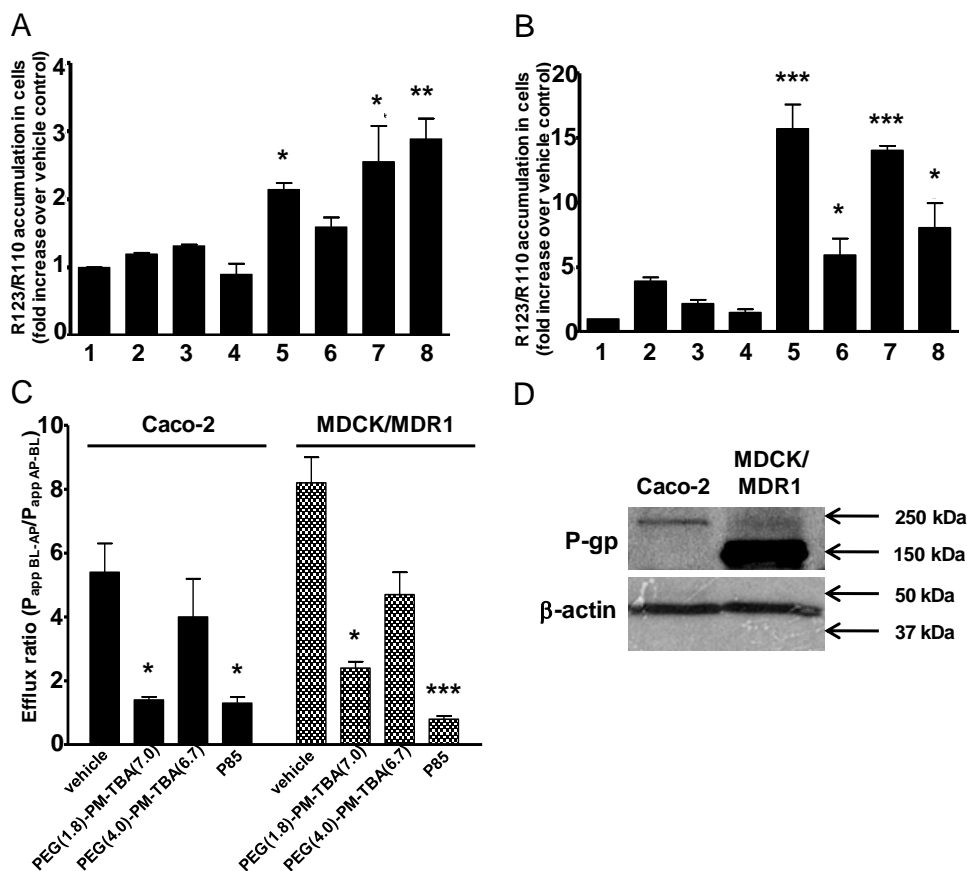 A
R123/R110 accumulation in cells
(fold increase over vehicle control)
4
3
2
1
0
* ** * *
1 2 3 4 5 6 7 8
B
R123/R110 accumulation in cells
(fold increase over vehicle control)
20
15
10
5
0
*** *** * *
1 2 3 4 5 6 7 8
C
Caco-2 MDCK/MDR1
Efflux ratio (Papp BL-AP/Papp AP-BL)
10
8
6
4
2
0
* * * ***
vehicle PEG(1.8)-PM-TBA(7.0) PEG(4.0)-PM-TBA(6.7) P85 vehicle PEG(1.8)-PM-TBA(7.0) PEG(4.0)-PM-TBA(6.7) P85
D
Caco-2 MDCK/
MDR1
P-gp
250 kDa
150 kDa
β-actin
50 kDa
37 kDa